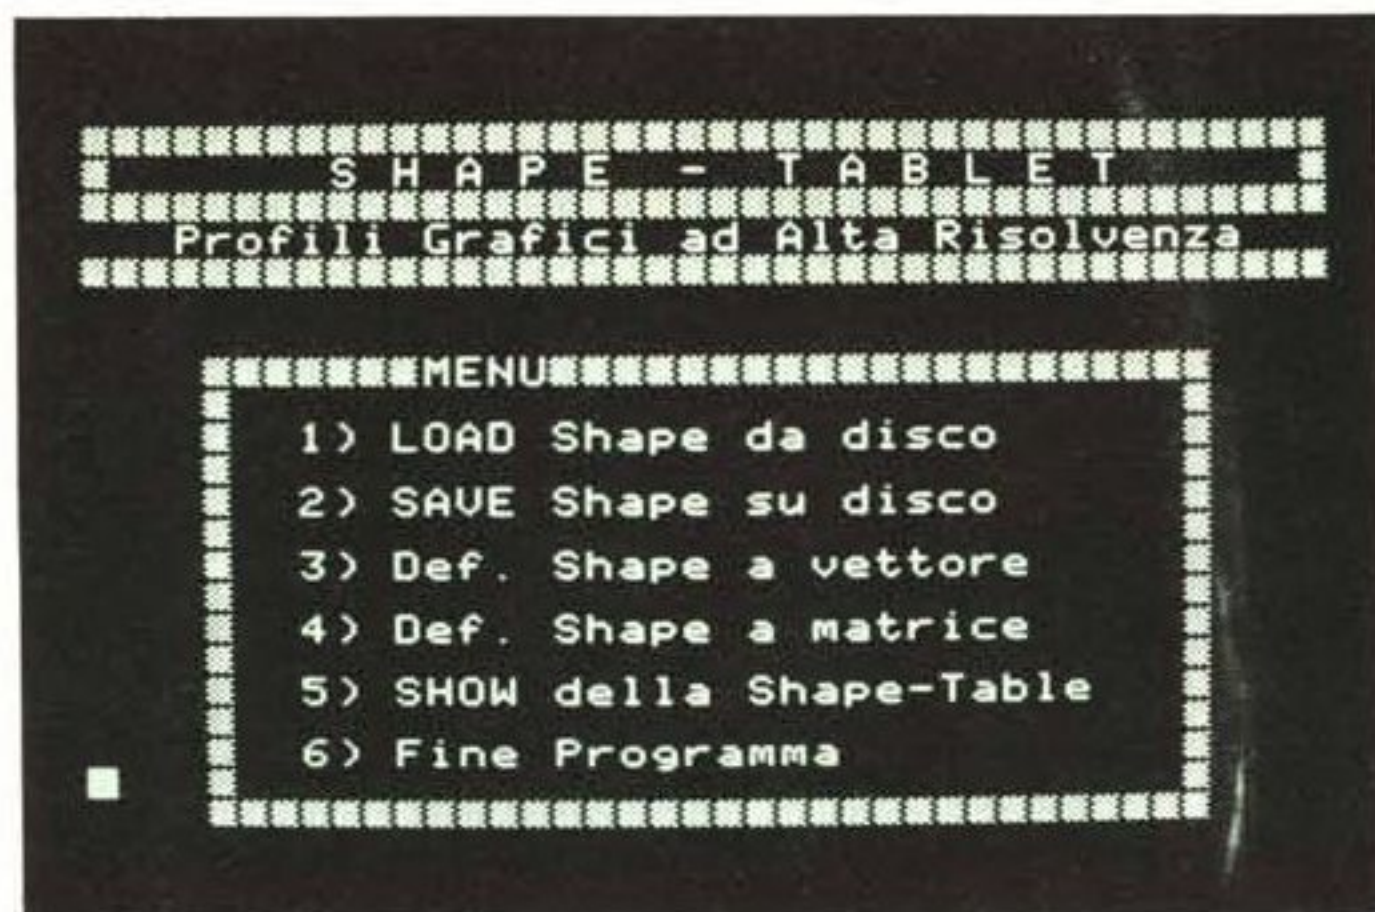 S H A P E - T A B L E T
Profili Grafici ad Alta Risolvenza
MENU
1) LOAD Shape da disco
2) SAVE Shape su disco
3) Def. Shape a vettore
4) Def. Shape a matrice
5) SHOW della Shape-Table
6) Fine Programma